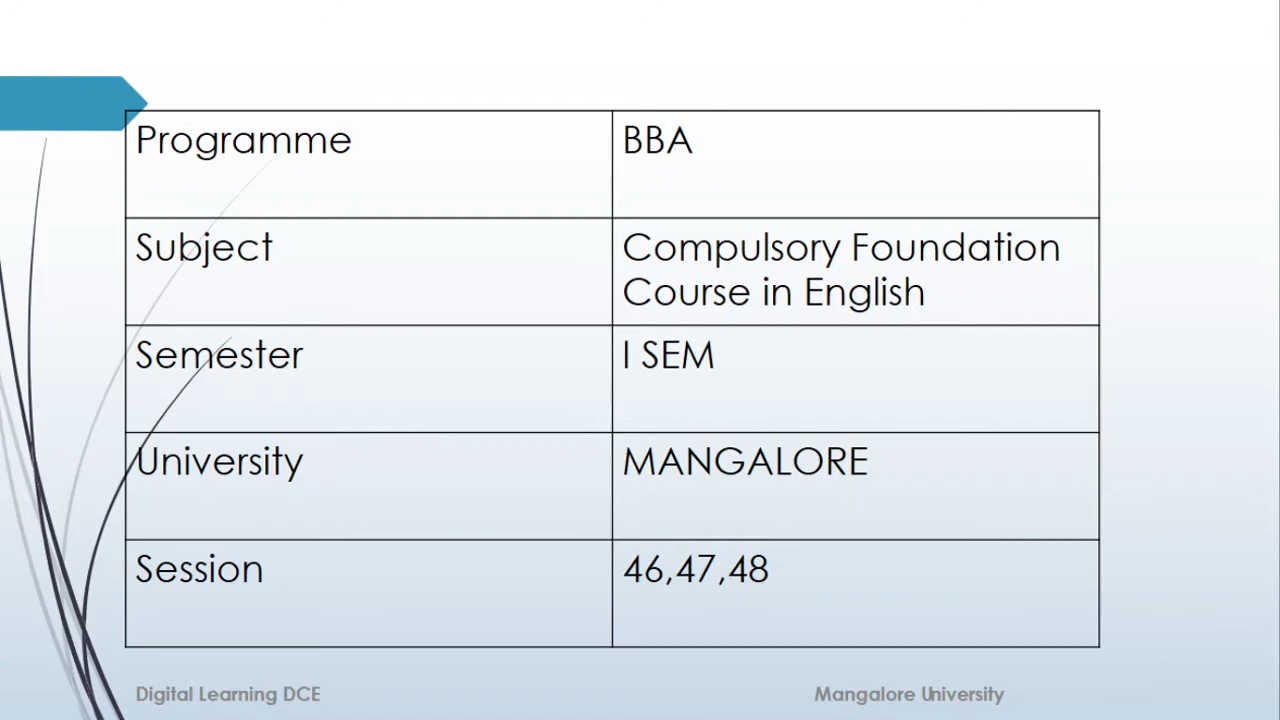 Programme BBA
Subject Compulsory Foundation
Course in English
Semester I SEM
University MANGALORE
Session 46,47,48
Digital Learning DCE Mangalore University